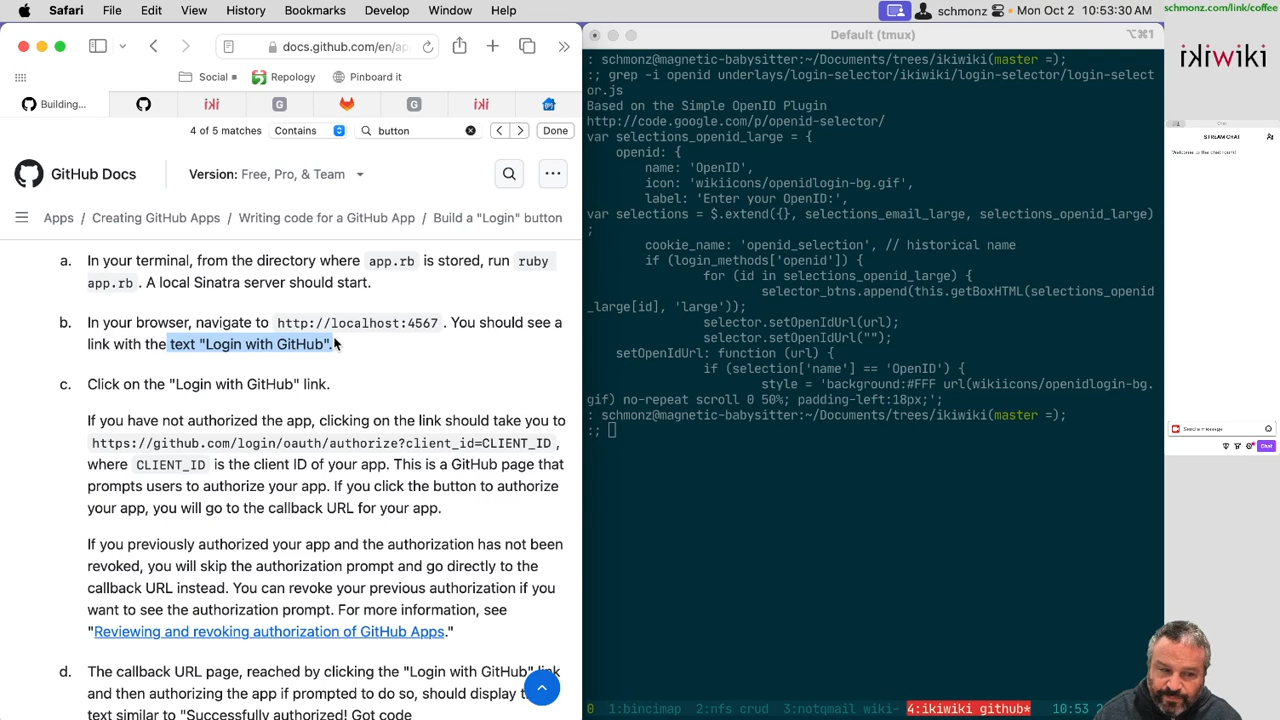 Safari File Edit View History Bookmarks Develop Window Help
schmonz Mon Oct 2 10:53:30 AM
schmonz.com/link/coffee
docs.github.com/en/ap
Social
Repology
Pinboard it
Building...
4 of 5 matches
Contains
button
Done
GitHub Docs
Version: Free, Pro, & Team
Apps / Creating GitHub Apps / Writing code for a GitHub App / Build a "Login" button
a. In your terminal, from the directory where app.rb is stored, run ruby
app.rb . A local Sinatra server should start.
b. In your browser, navigate to http://localhost:4567 . You should see a
link with the text "Login with GitHub".
c. Click on the "Login with GitHub" link.
If you have not authorized the app, clicking on the link should take you to
https://github.com/login/oauth/authorize?client_id=CLIENT_ID ,
where CLIENT_ID is the client ID of your app. This is a GitHub page that
prompts users to authorize your app. If you click the button to authorize
your app, you will go to the callback URL for your app.
If you previously authorized your app and the authorization has not been
revoked, you will skip the authorization prompt and go directly to the
callback URL instead. You can revoke your previous authorization if you
want to see the authorization prompt. For more information, see
"Reviewing and revoking authorization of GitHub Apps."
d. The callback URL page, reached by clicking the "Login with GitHub" link
and then authorizing the app if prompted to do so, should display
text similar to "Successfully authorized! Got code
Default (tmux)
⌥⌘1
: schmonz@magnetic-babysitter:~/Documents/trees/ikiwiki(master =);
:; grep -i openid underlays/login-selector/ikiwiki/login-selector/login-select
or.js
Based on the Simple OpenID Plugin
http://code.google.com/p/openid-selector/
var selections_openid_large = {
openid: {
name: 'OpenID',
icon: 'wikiicons/openidlogin-bg.gif',
label: 'Enter your OpenID:',
var selections = $.extend({}, selections_email_large, selections_openid_large)
;
cookie_name: 'openid_selection', // historical name
if (login_methods['openid']) {
for (id in selections_openid_large) {
selector_btns.append(this.getBoxHTML(selections_openid
_large[id], 'large'));
selector.setOpenIdUrl(url);
selector.setOpenIdUrl("");
setOpenIdUrl: function (url) {
if (selection['name'] == 'OpenID') {
style = 'background:#FFF url(wikiicons/openidlogin-bg.
gif) no-repeat scroll 0 50%; padding-left:18px;';
: schmonz@magnetic-babysitter:~/Documents/trees/ikiwiki(master =);
:;
0 1:bincimap 2:nfs crud 3:notqmail wiki- 4:ikiwiki github* 10:53 2
ikiwiki
STREAM CHAT
Welcome to the chat room!
Send a message
Chat